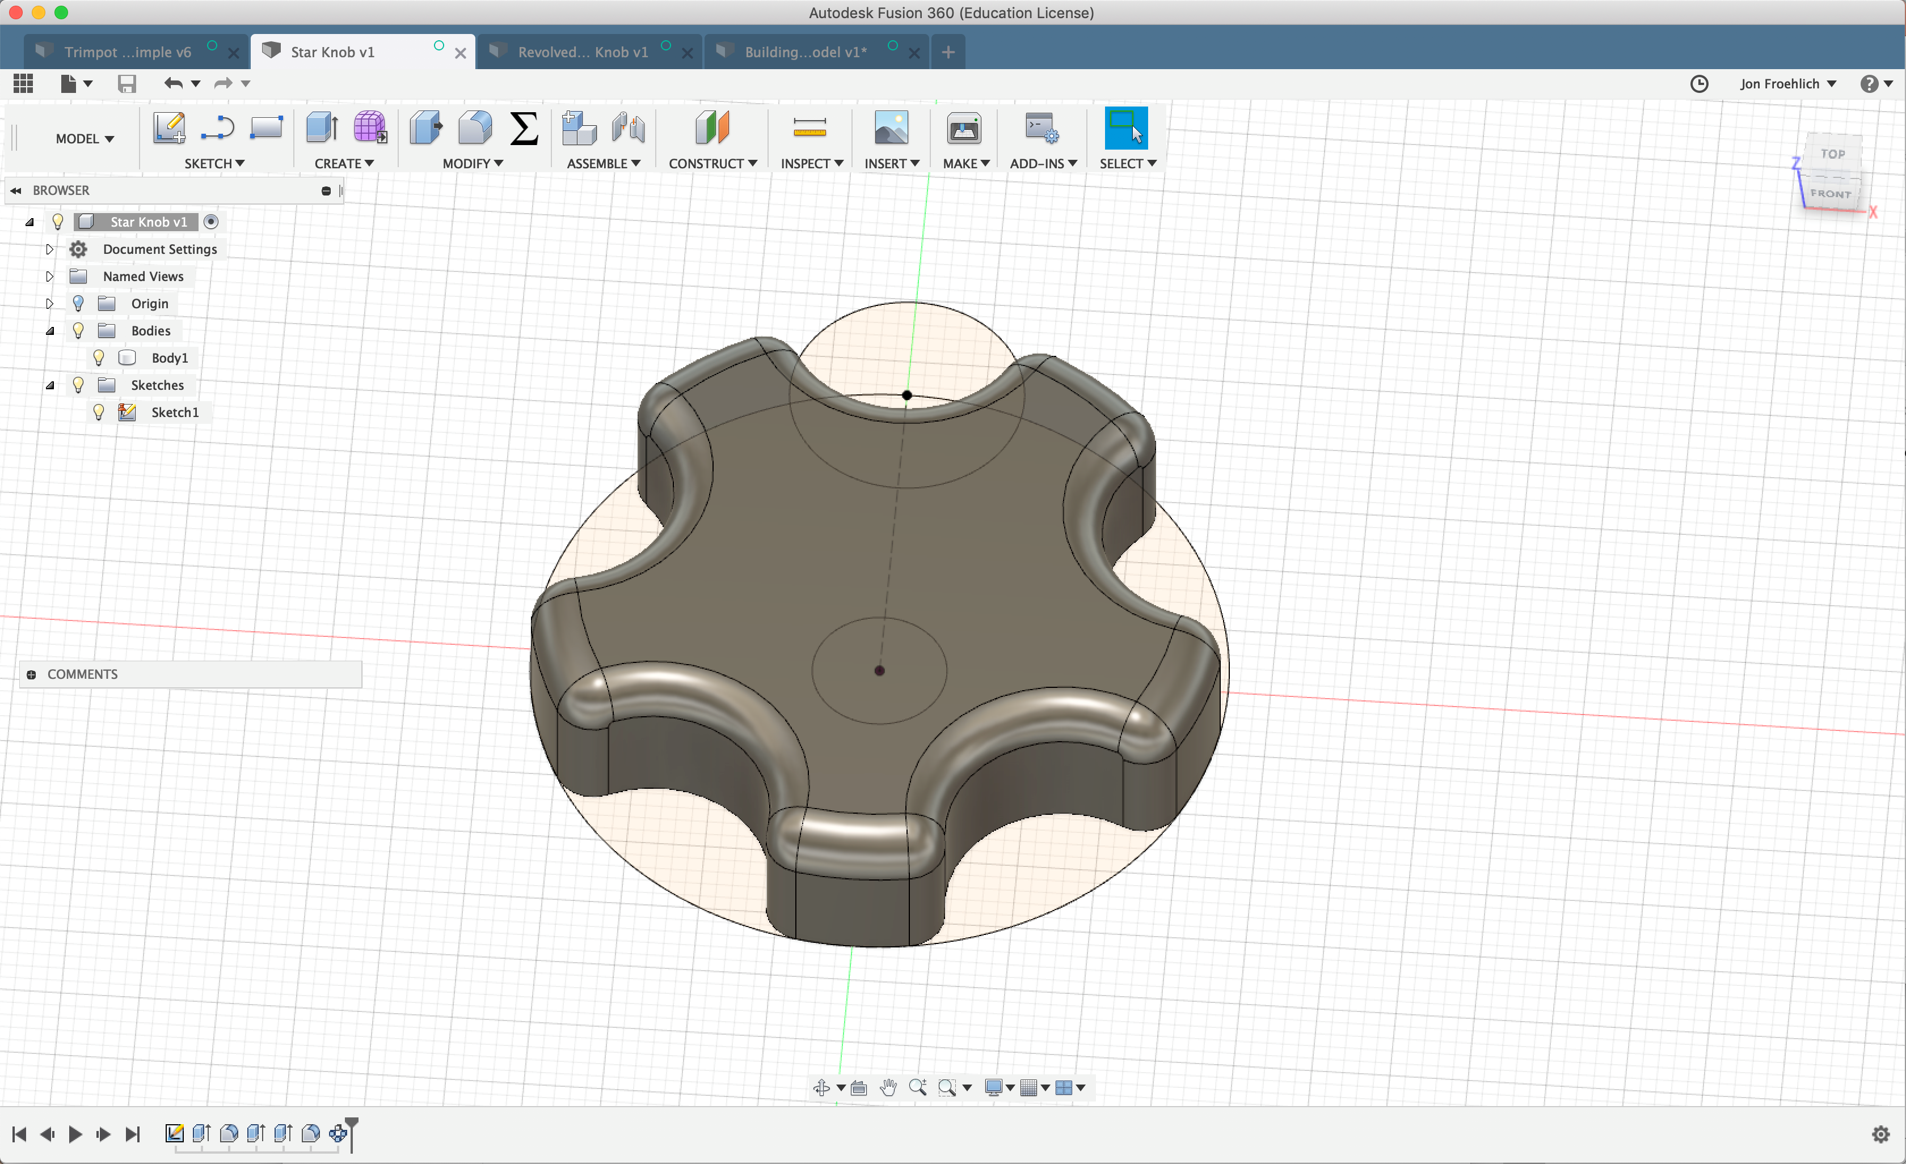 Autodesk Fusion 360 (Education License)
Trimpot ...imple v6
Star Knob v1
Revolved... Knob v1
Building...odel v1*
Jon Froehlich
MODEL
SKETCH
CREATE
MODIFY
ASSEMBLE
CONSTRUCT
INSPECT
INSERT
MAKE
ADD-INS
SELECT
TOP
FRONT
Z
X
BROWSER
Star Knob v1
Document Settings
Named Views
Origin
Bodies
Body1
Sketches
Sketch1
COMMENTS